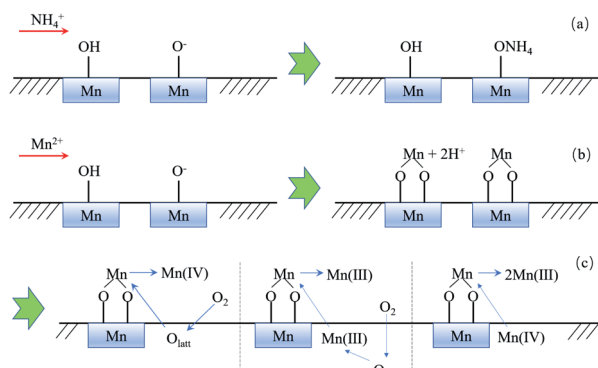 NH₄⁺
OH O⁻ OH ONH₄ (a)
Mn Mn Mn Mn
Mn²⁺
OH O⁻ Mn + 2H⁺ Mn (b)
O O O O
Mn Mn Mn Mn
(c)
Mn Mn(IV) Mn Mn(III) Mn 2Mn(III)
O O O₂ O O O₂ O O
Mn Olatt Mn Mn(III) Mn Mn(IV)